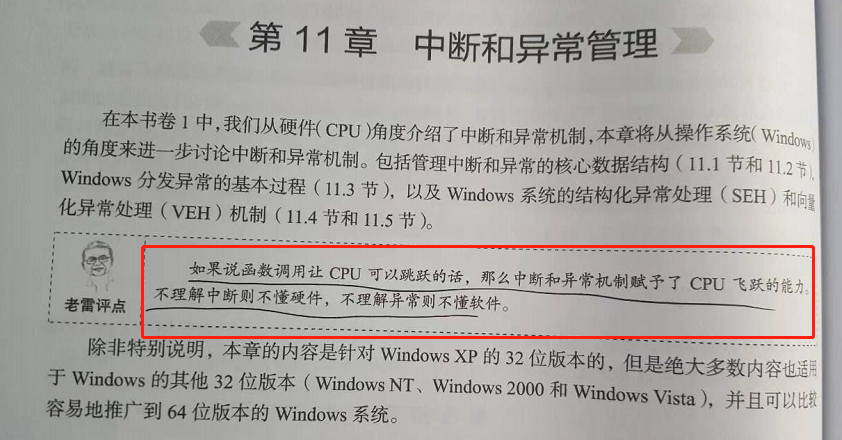 第 11 章 中断和异常管理
在本书卷 1 中,我们从硬件(CPU)角度介绍了中断和异常机制,本章将从操作系统(Windows)
的角度来进一步讨论中断和异常机制。包括管理中断和异常的核心数据结构(11.1 节和 11.2 节)、
Windows 分发异常的基本过程(11.3 节),以及 Windows 系统的结构化异常处理(SEH)和向量
化异常处理(VEH)机制(11.4 节和 11.5 节)。
如果说函数调用让 CPU 可以跳跃的话,那么中断和异常机制赋予了 CPU 飞跃的能力。
不理解中断则不懂硬件,不理解异常则不懂软件。
老雷评点
除非特别说明,本章的内容是针对 Windows XP 的 32 位版本的,但是绝大多数内容也适用
于 Windows 的其他 32 位版本(Windows NT、Windows 2000 和 Windows Vista),并且可以比较
容易地推广到 64 位版本的 Windows 系统。